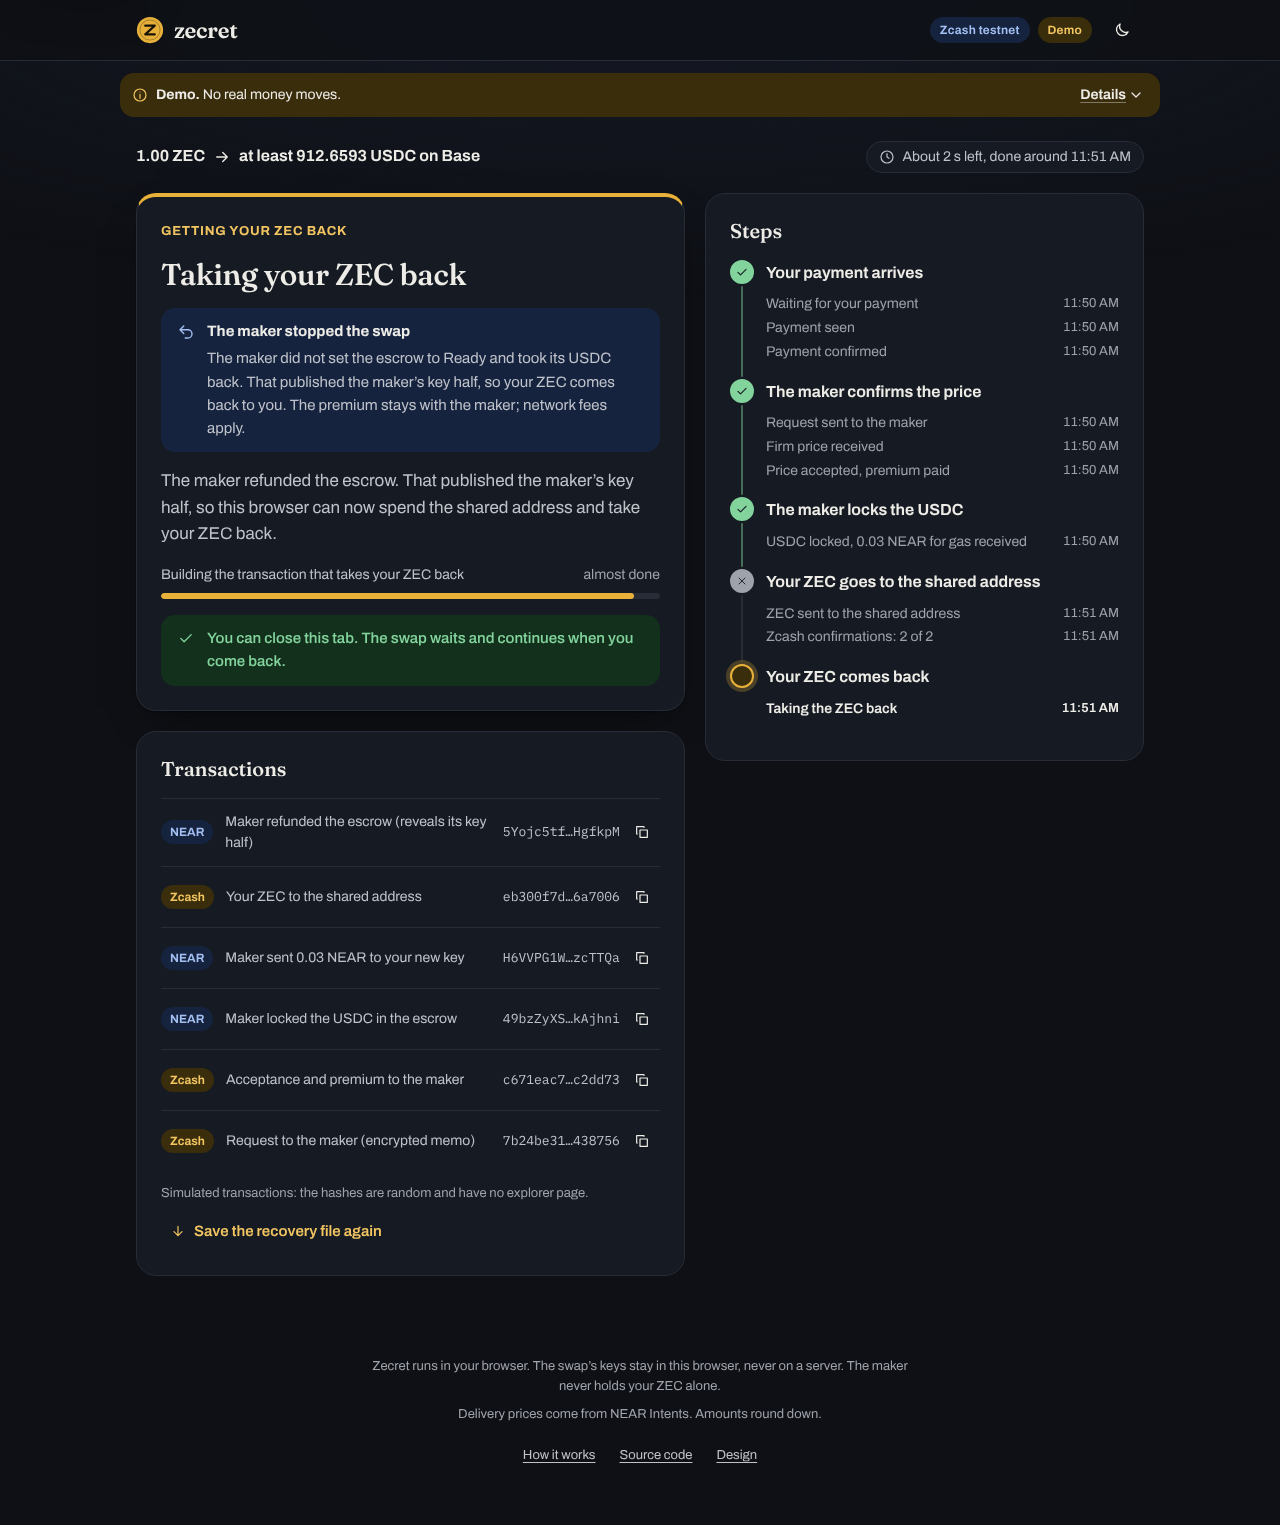 zecret
Zcash testnet
Demo
Demo. No real money moves.
Details
1.00 ZEC → at least 912.6593 USDC on Base
About 2 s left, done around 11:51 AM
GETTING YOUR ZEC BACK
Taking your ZEC back
The maker stopped the swap
The maker did not set the escrow to Ready and took its USDC
back. That published the maker’s key half, so your ZEC comes
back to you. The premium stays with the maker; network fees
apply.
The maker refunded the escrow. That published the maker’s key
half, so this browser can now spend the shared address and take
your ZEC back.
Building the transaction that takes your ZEC back
almost done
You can close this tab. The swap waits and continues when you
come back.
Steps
Your payment arrives
Waiting for your payment 11:50 AM
Payment seen 11:50 AM
Payment confirmed 11:50 AM
The maker confirms the price
Request sent to the maker 11:50 AM
Firm price received 11:50 AM
Price accepted, premium paid 11:50 AM
The maker locks the USDC
USDC locked, 0.03 NEAR for gas received 11:50 AM
Your ZEC goes to the shared address
ZEC sent to the shared address 11:51 AM
Zcash confirmations: 2 of 2 11:51 AM
Your ZEC comes back
Taking the ZEC back 11:51 AM
Transactions
NEAR Maker refunded the escrow (reveals its key
half) 5Yojc5tf…HgfkpM
Zcash Your ZEC to the shared address eb300f7d…6a7006
NEAR Maker sent 0.03 NEAR to your new key H6VVPG1W…zcTTQa
NEAR Maker locked the USDC in the escrow 49bzZyXS…kAjhni
Zcash Acceptance and premium to the maker c671eac7…c2dd73
Zcash Request to the maker (encrypted memo) 7b24be31…438756
Simulated transactions: the hashes are random and have no explorer page.
Save the recovery file again
Zecret runs in your browser. The swap’s keys stay in this browser, never on a server. The maker
never holds your ZEC alone.
Delivery prices come from NEAR Intents. Amounts round down.
How it works Source code Design